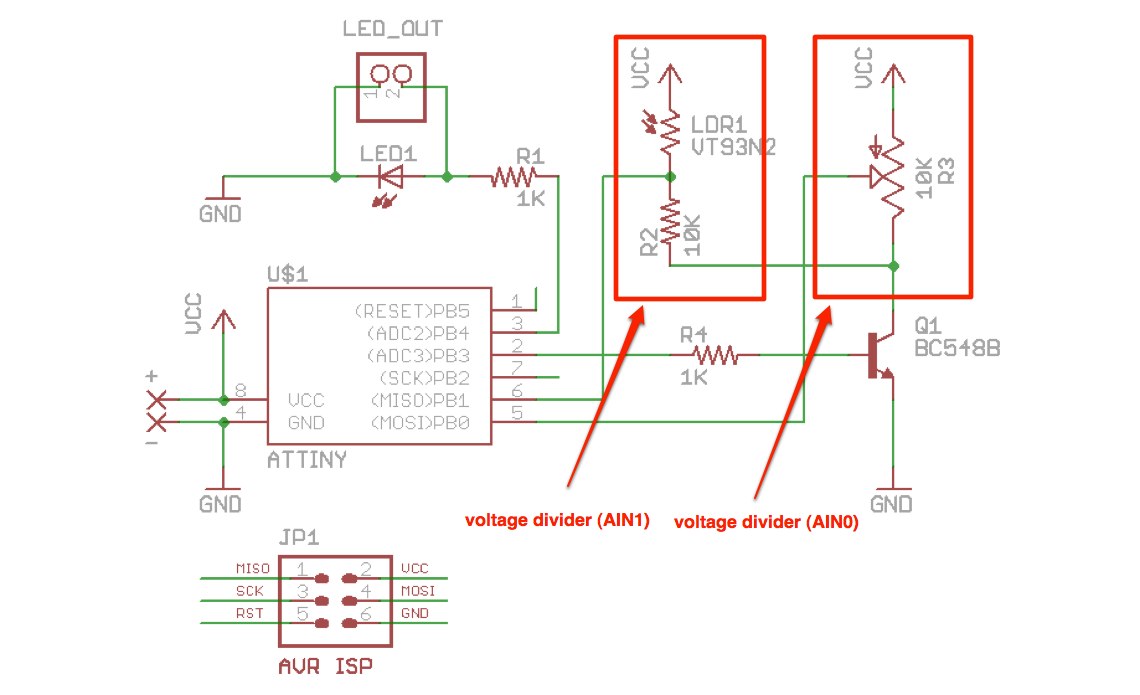 LED_OUT
1
2
LED1
R1
1K
GND
VCC
LDR1
VT93N2
R2
10K
VCC
10K
R3
U$1
VCC
(RESET)PB5
1
(ADC2)PB4
3
(ADC3)PB3
2
(SCK)PB2
7
(MISO)PB1
6
(MOSI)PB0
5
+
8
VCC
4
GND
-
ATTINY
GND
R4
1K
Q1
BC548B
GND
voltage divider (AIN1)
voltage divider (AIN0)
JP1
MISO 1 2 VCC
SCK 3 4 MOSI
RST 5 6 GND
AVR ISP